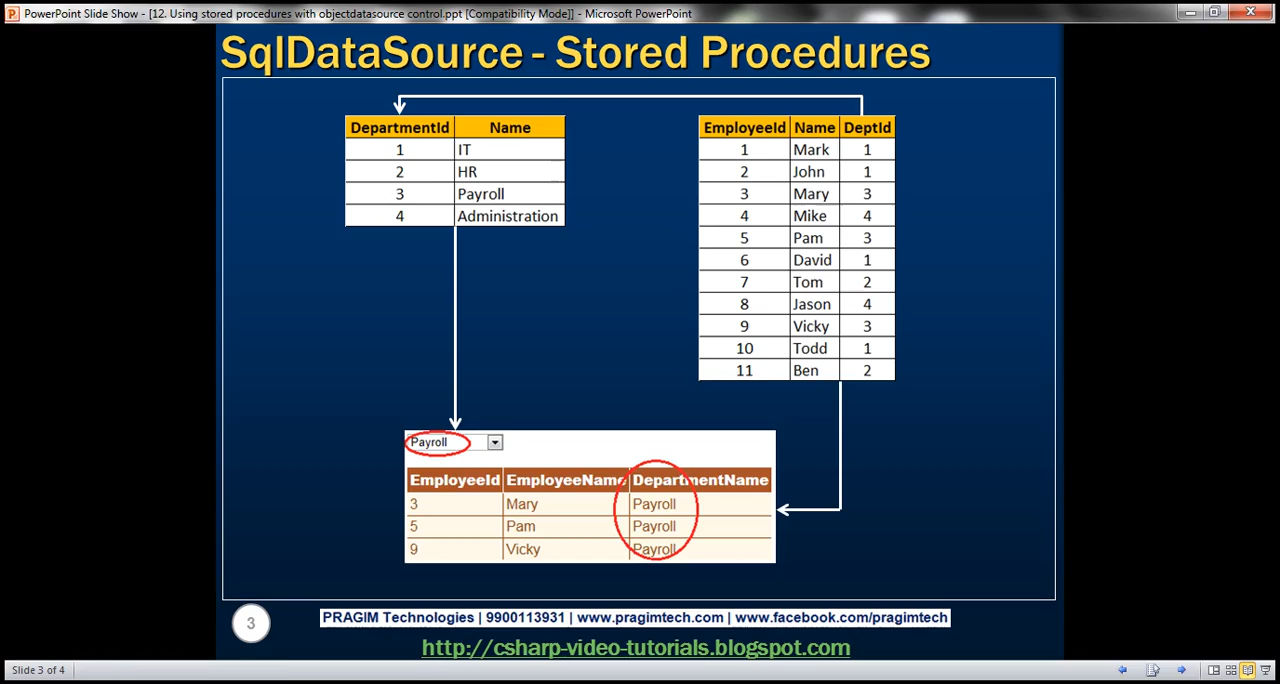 PowerPoint Slide Show - [12. Using stored procedures with objectdatasource control.ppt [Compatibility Mode]] - Microsoft PowerPoint
SqlDataSource - Stored Procedures
DepartmentId Name
1 IT
2 HR
3 Payroll
4 Administration
EmployeeId Name DeptId
1 Mark 1
2 John 1
3 Mary 3
4 Mike 4
5 Pam 3
6 David 1
7 Tom 2
8 Jason 4
9 Vicky 3
10 Todd 1
11 Ben 2
Payroll
EmployeeId EmployeeName DepartmentName
3 Mary Payroll
5 Pam Payroll
9 Vicky Payroll
3
PRAGIM Technologies | 9900113931 | www.pragimtech.com | www.facebook.com/pragimtech
http://csharp-video-tutorials.blogspot.com
Slide 3 of 4